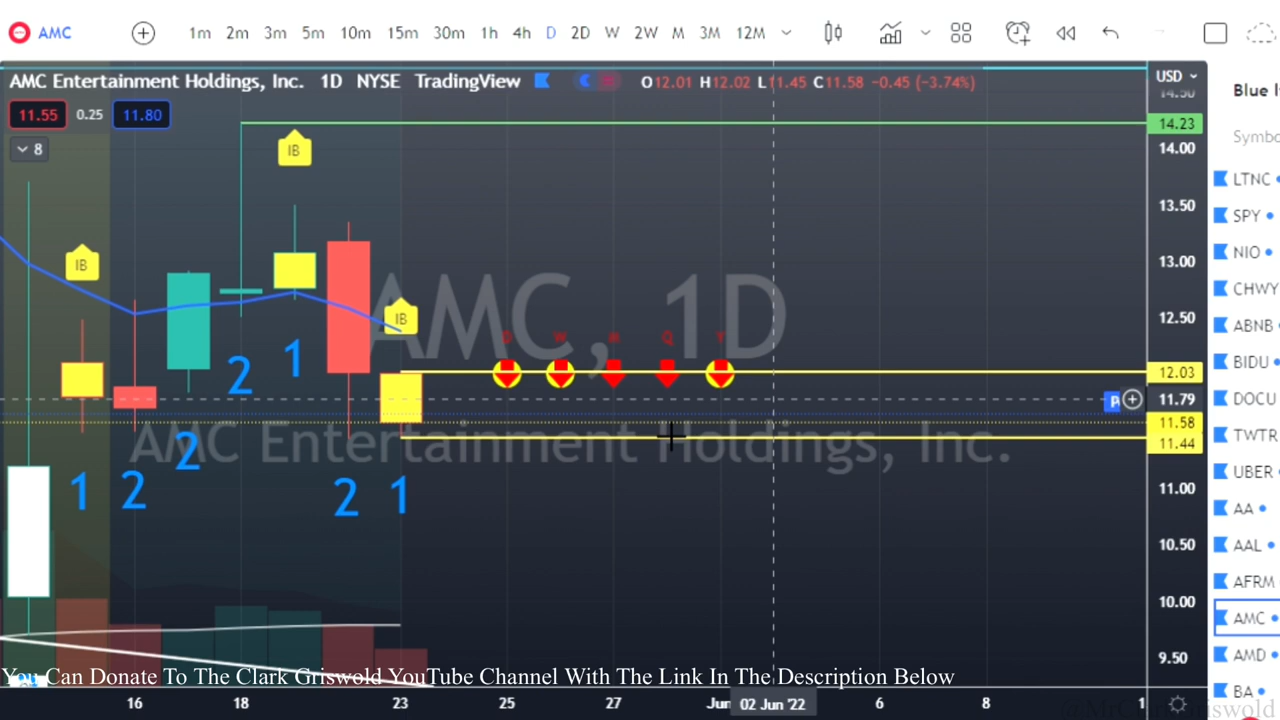 AMC 1m 2m 3m 5m 10m 15m 30m 1h 4h D 2D W 2W M 3M 12M
AMC Entertainment Holdings, Inc. 1D NYSE TradingView O12.01 H12.02 L11.45 C11.58 -0.45 (-3.74%)
USD
Blue
11.55 0.25 11.80
8
14.50
14.23
14.00
13.50
13.00
12.50
12.03
11.79
11.58
11.44
11.00
10.50
10.00
9.50
IB
IB
IB
AMC, 1D
AMC Entertainment Holdings, Inc.
W Q T
P
1 2 2 2 1 2 1
Symbo
LTNC
SPY
NIO
CHWY
ABNB
BIDU
DOCU
TWTR
UBER
AA
AAL
AFRM
AMC
AMD
BA
You Can Donate To The Clark Griswold YouTube Channel With The Link In The Description Below
16 18 23 25 27 Jun 02 Jun '22 6 8 1